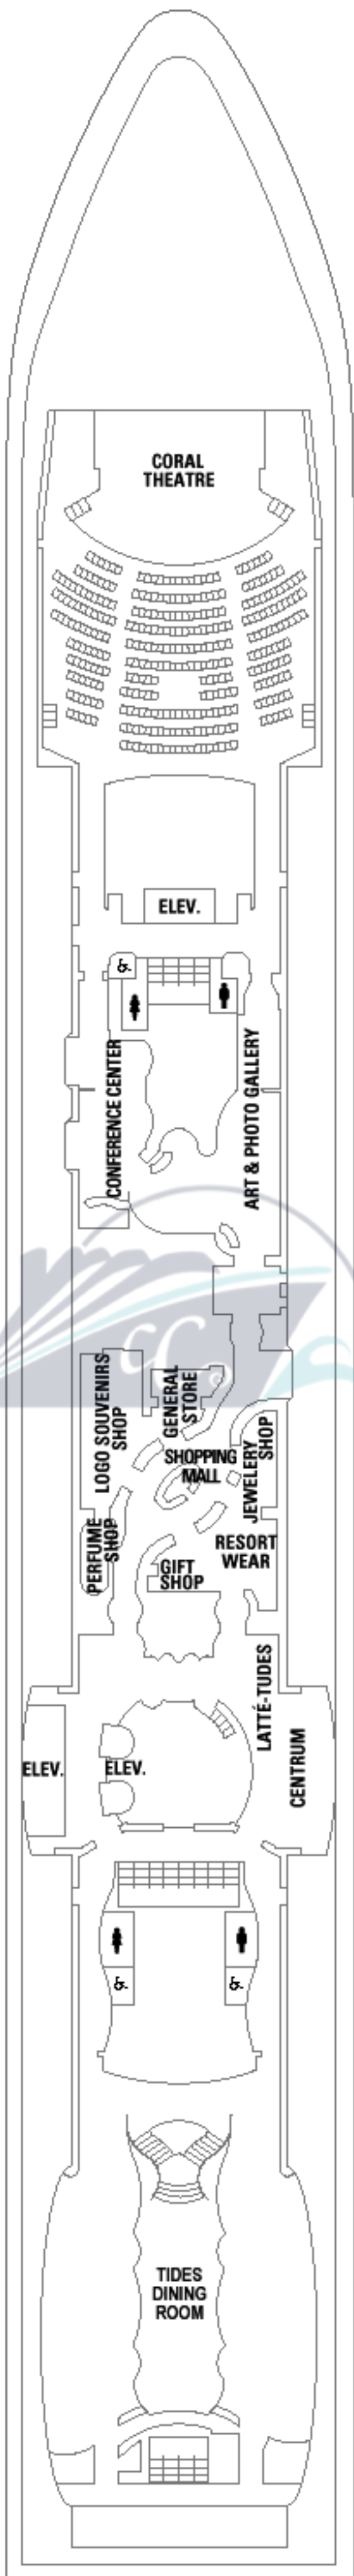 CORAL
THEATRE
ELEV.
CONFERENCE CENTER
ART & PHOTO GALLERY
CC
LOGO SOUVENIRS
SHOP
GENERAL
STORE
SHOPPING
MALL
JEWELERY
SHOP
PERFUME
SHOP
RESORT
WEAR
GIFT
SHOP
LATTÉ-TUDES
ELEV.
ELEV.
CENTRUM
TIDES
DINING
ROOM